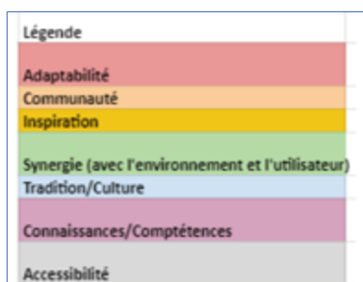 Légende
Adaptabilité
Communauté
Inspiration
Synergie (avec l'environnement et l'utilisateur)
Tradition/Culture
Connaissances/Comptétences
Accessibilité